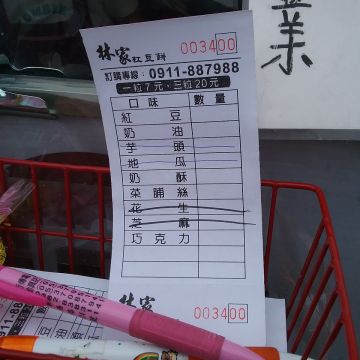 業
林家紅豆餅 003400
訂購專線：0911-887988
一粒7元．三粒20元
口味 數量
紅豆
奶油
芋頭
地瓜
奶酥
菜脯絲
花生
芝麻
巧克力
林家 003400